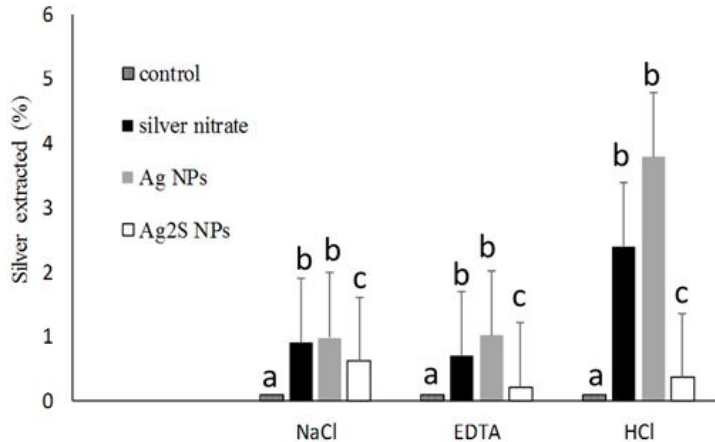 6
5
4
3
2
1
0
Silver extracted (%)
control
silver nitrate
Ag NPs
Ag2S NPs
a b b c
a b b c
a b b c
NaCl EDTA HCl